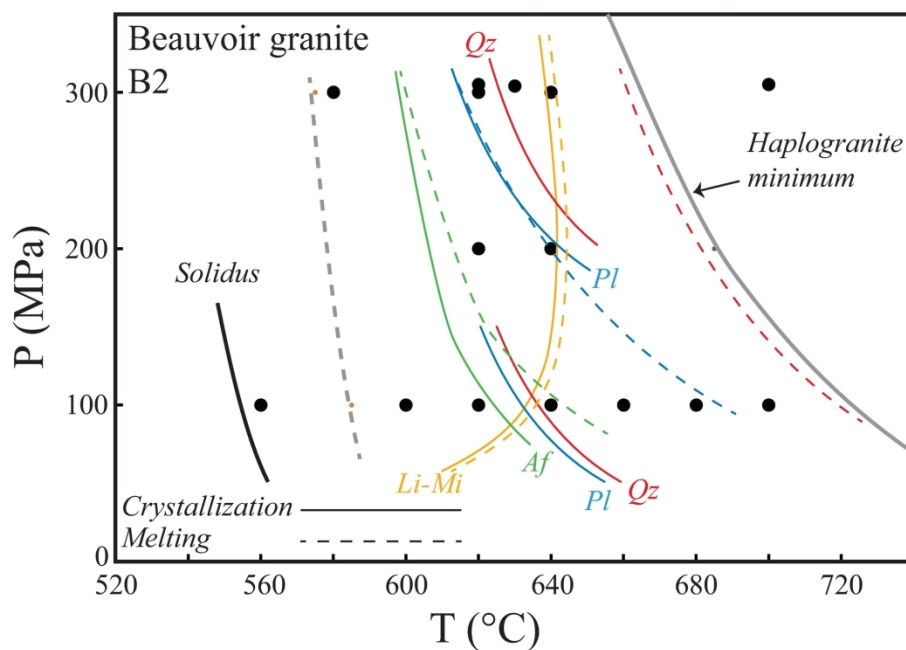 Beauvoir granite
B2
Qz
300
Haplogranite
minimum
P (MPa)
200
Solidus
Pl
100
Li-Mi
Af
Pl
Qz
Crystallization
Melting
0
520
560
600
640
680
720
T (°C)